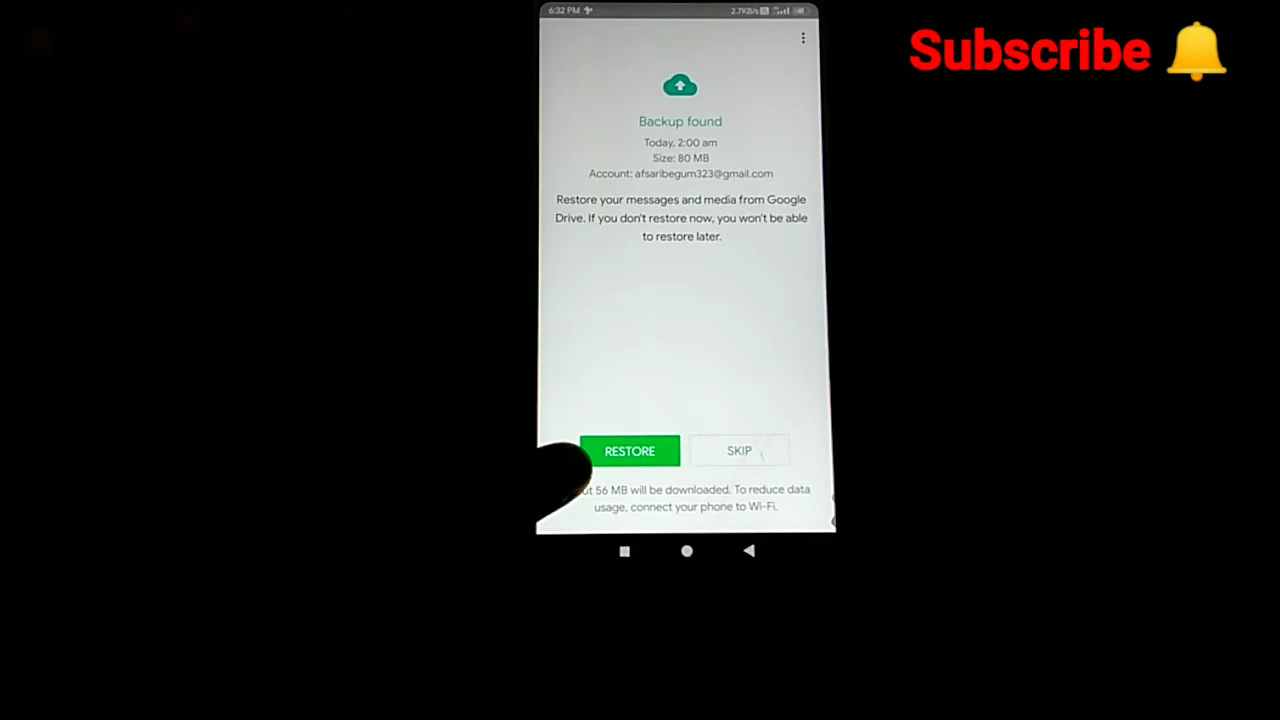 Subscribe
6:32 PM
2.7KB/s
Backup found
Today, 2:00 am
Size: 80 MB
Account: afsaribegum323@gmail.com
Restore your messages and media from Google
Drive. If you don't restore now, you won't be able
to restore later.
RESTORE
SKIP
56 MB will be downloaded. To reduce data
usage, connect your phone to Wi-Fi.